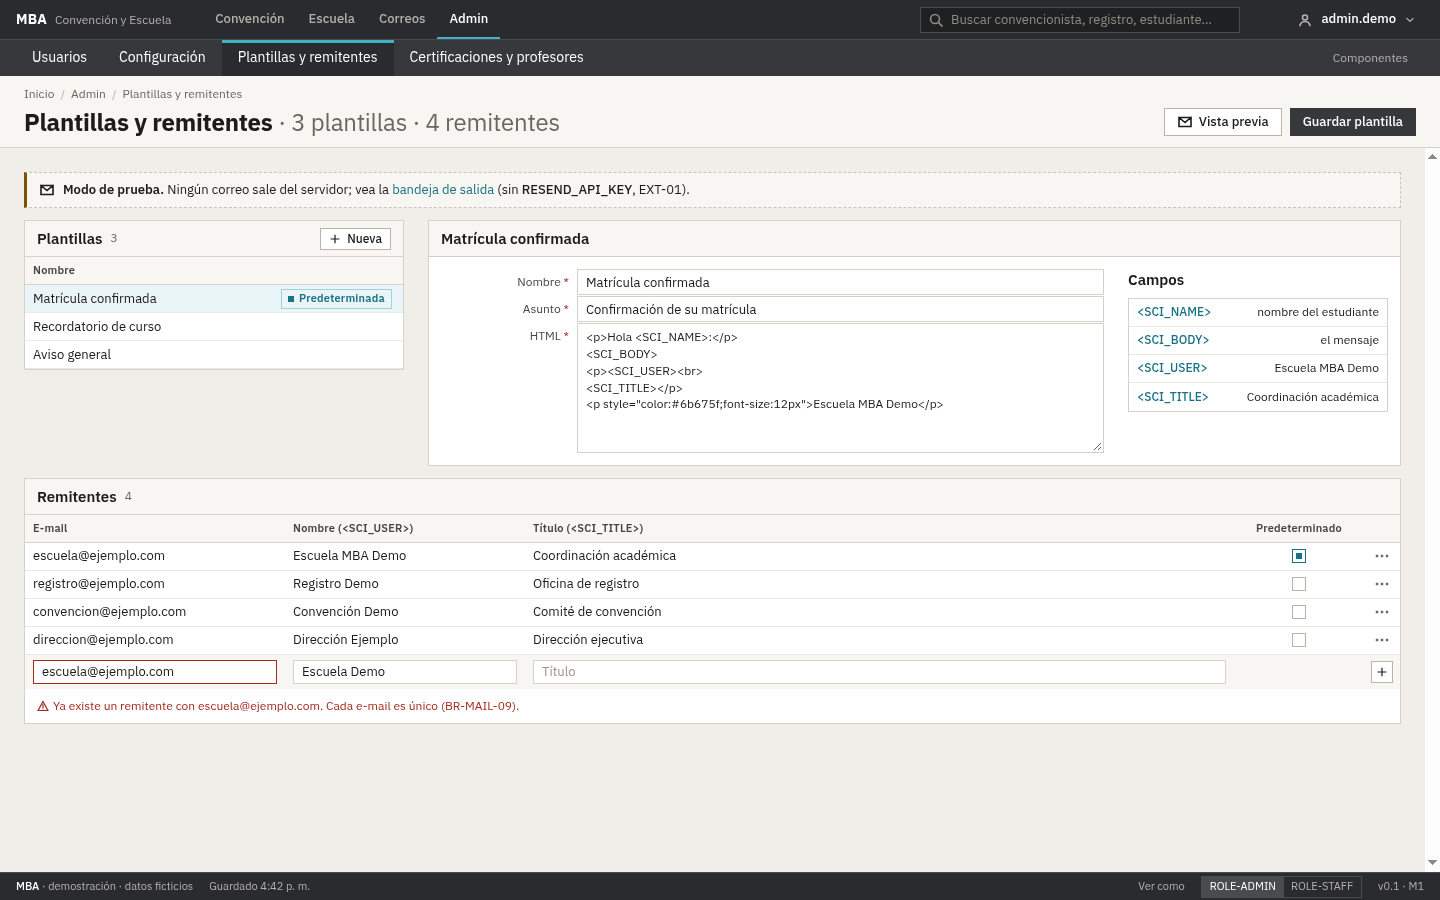 MBA Convención y Escuela Convención Escuela Correos Admin Buscar convencionista, registro, estudiante... admin.demo
Usuarios Configuración Plantillas y remitentes Certificaciones y profesores Componentes
Inicio / Admin / Plantillas y remitentes
Plantillas y remitentes · 3 plantillas · 4 remitentes
Vista previa Guardar plantilla
Modo de prueba. Ningún correo sale del servidor; vea la bandeja de salida (sin RESEND_API_KEY, EXT-01).
Plantillas 3 + Nueva
Nombre
Matrícula confirmada Predeterminada
Recordatorio de curso
Aviso general
Matrícula confirmada
Nombre * Matrícula confirmada
Asunto * Confirmación de su matrícula
HTML * <p>Hola <SCI_NAME>:</p>
<SCI_BODY>
<p><SCI_USER><br>
<SCI_TITLE></p>
<p style="color:#6b675f;font-size:12px">Escuela MBA Demo</p>
Campos
<SCI_NAME> nombre del estudiante
<SCI_BODY> el mensaje
<SCI_USER> Escuela MBA Demo
<SCI_TITLE> Coordinación académica
Remitentes 4
E-mail Nombre (<SCI_USER>) Título (<SCI_TITLE>) Predeterminado
escuela@ejemplo.com Escuela MBA Demo Coordinación académica
registro@ejemplo.com Registro Demo Oficina de registro
convencion@ejemplo.com Convención Demo Comité de convención
direccion@ejemplo.com Dirección Ejemplo Dirección ejecutiva
escuela@ejemplo.com Escuela Demo Título +
Ya existe un remitente con escuela@ejemplo.com. Cada e-mail es único (BR-MAIL-09).
MBA · demostración · datos ficticios Guardado 4:42 p. m. Ver como ROLE-ADMIN ROLE-STAFF v0.1 · M1